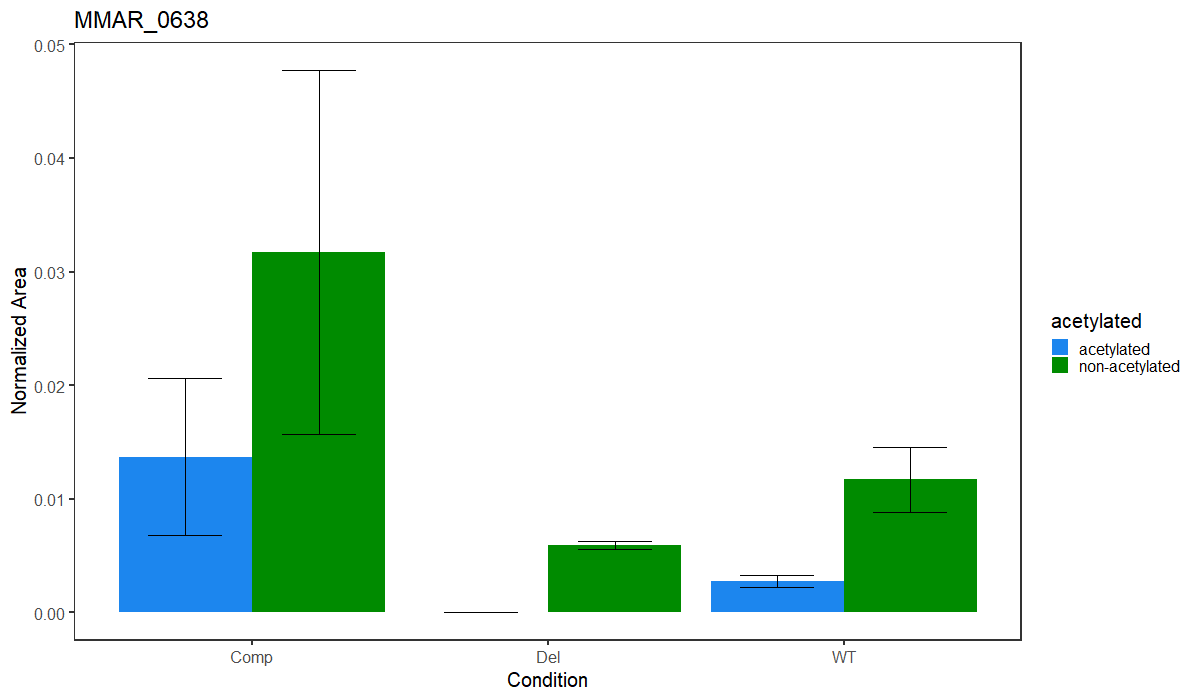 MMAR_0638
Normalized Area
0.05
0.04
0.03
0.02
0.01
0.00
Comp Del WT
Condition
acetylated
acetylated
non-acetylated